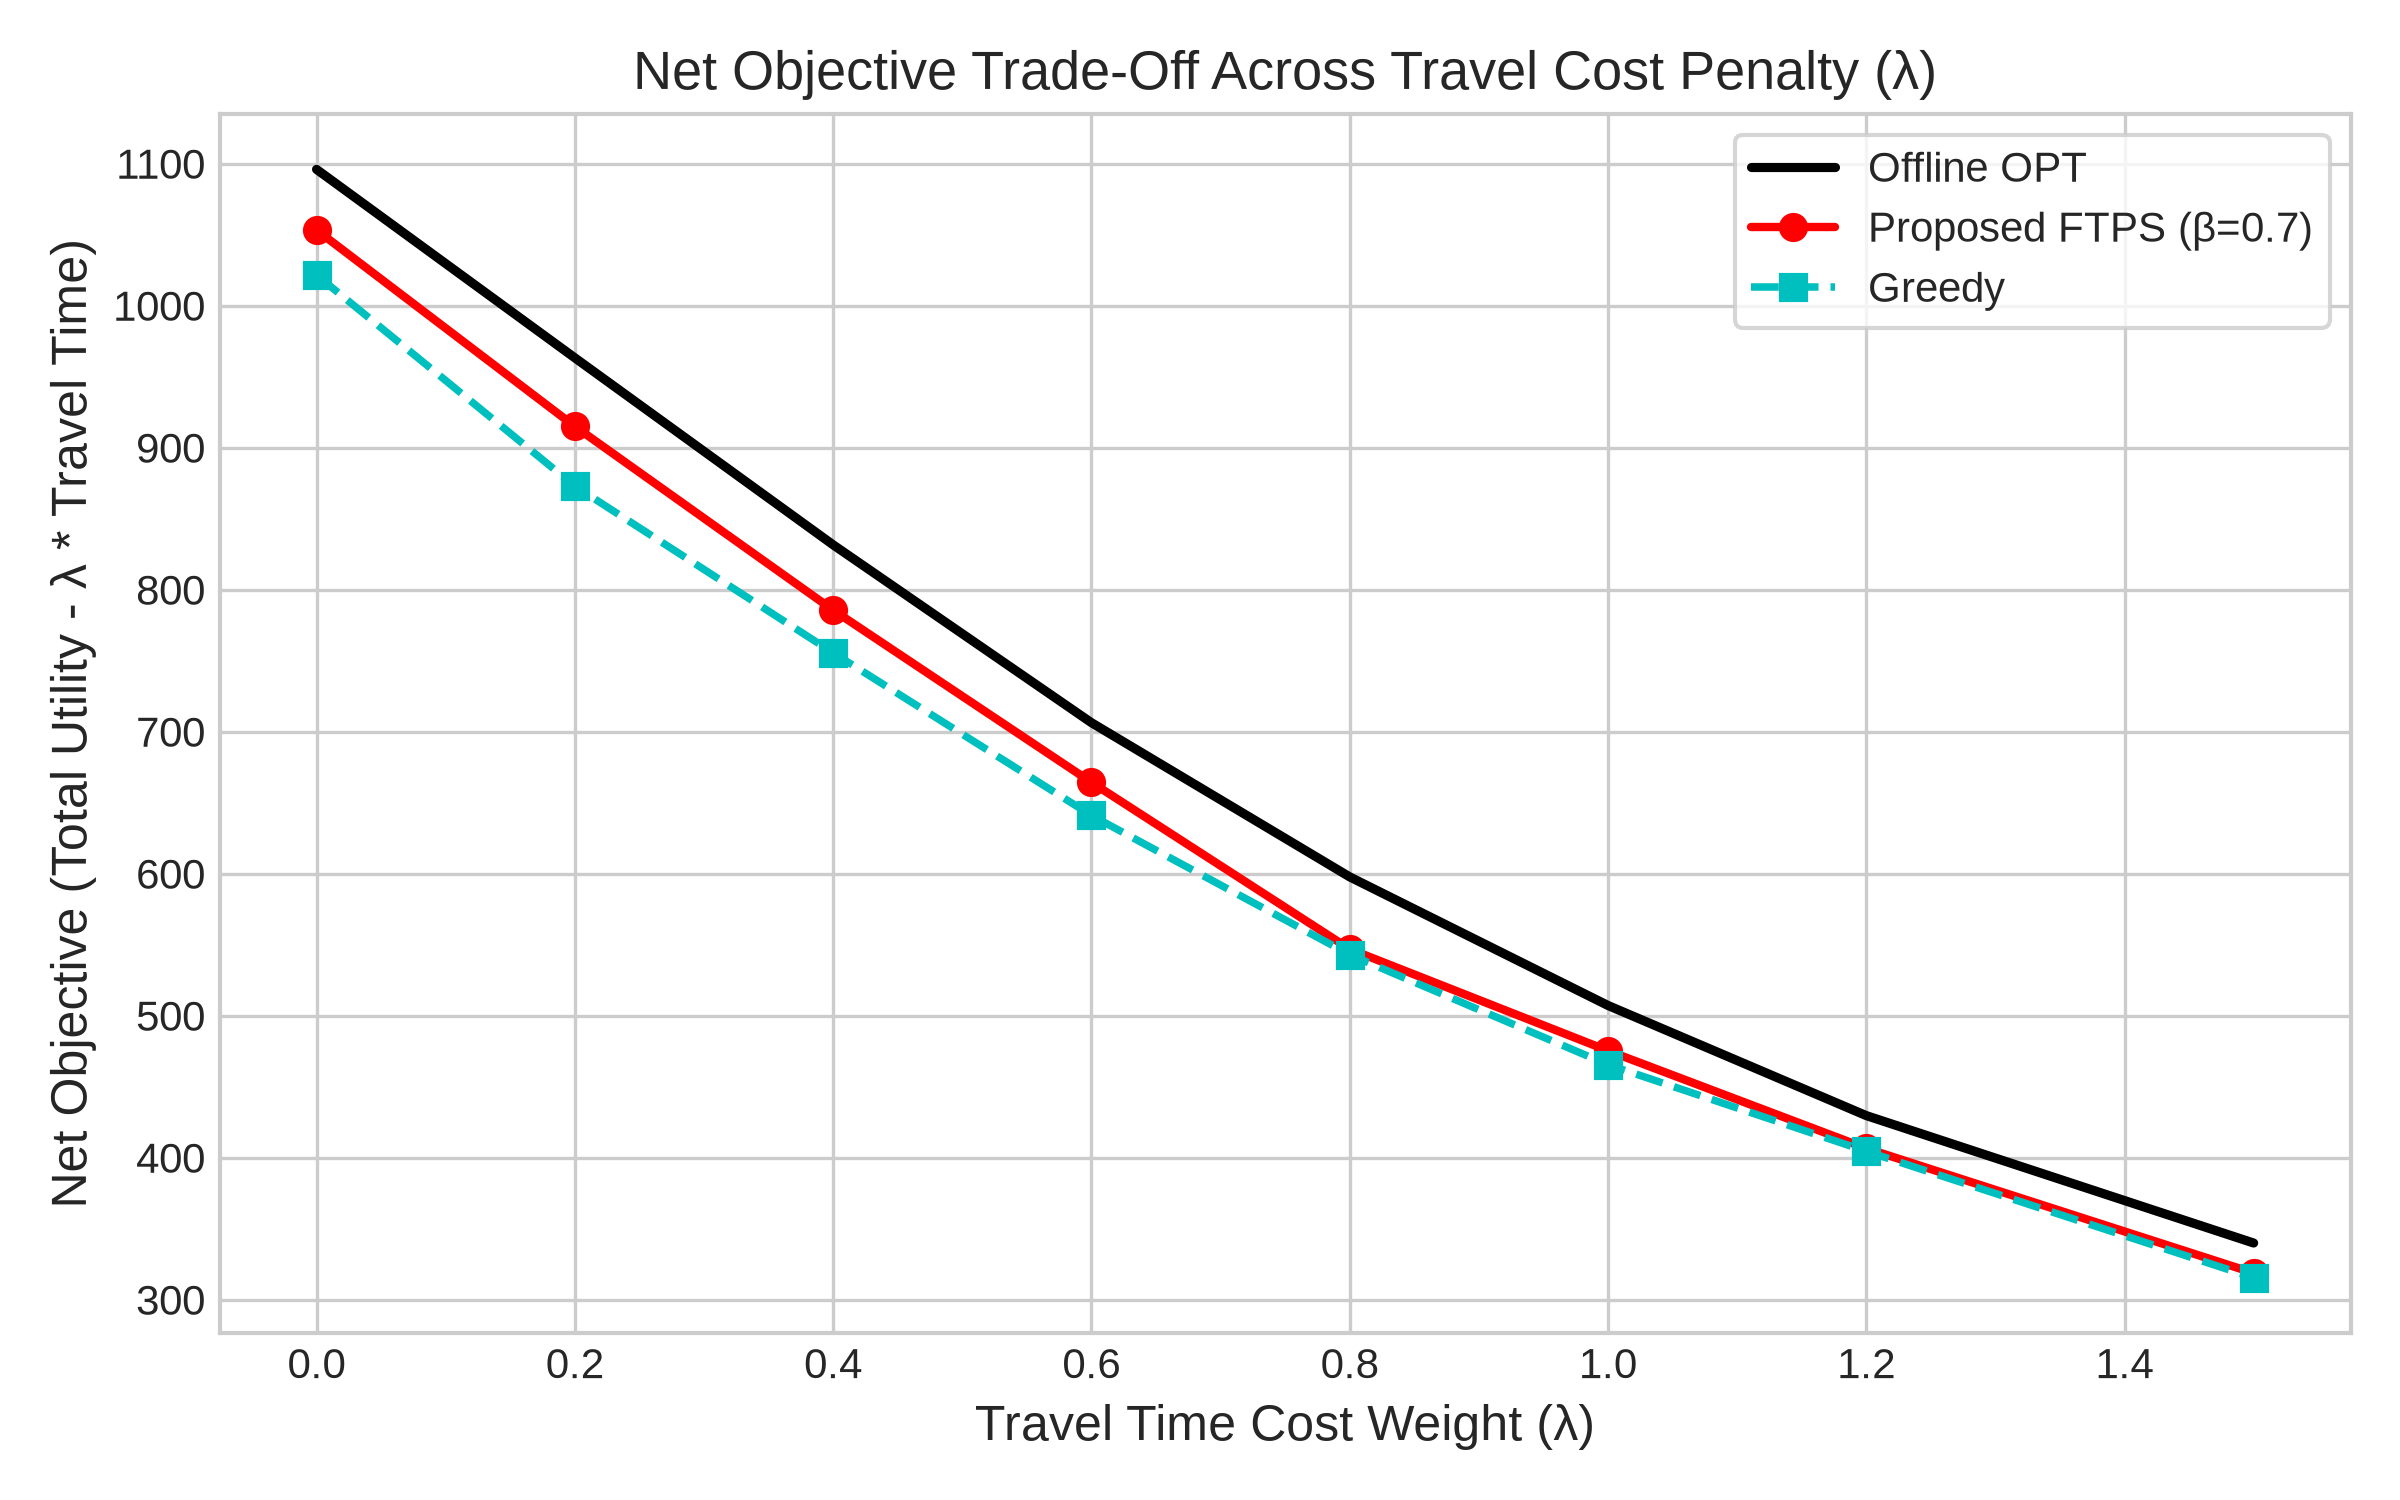 Net Objective Trade-Off Across Travel Cost Penalty (λ)
Offline OPT
Proposed FTPS (β=0.7)
Greedy
Net Objective (Total Utility - λ * Travel Time)
1100
1000
900
800
700
600
500
400
300
0.0 0.2 0.4 0.6 0.8 1.0 1.2 1.4
Travel Time Cost Weight (λ)